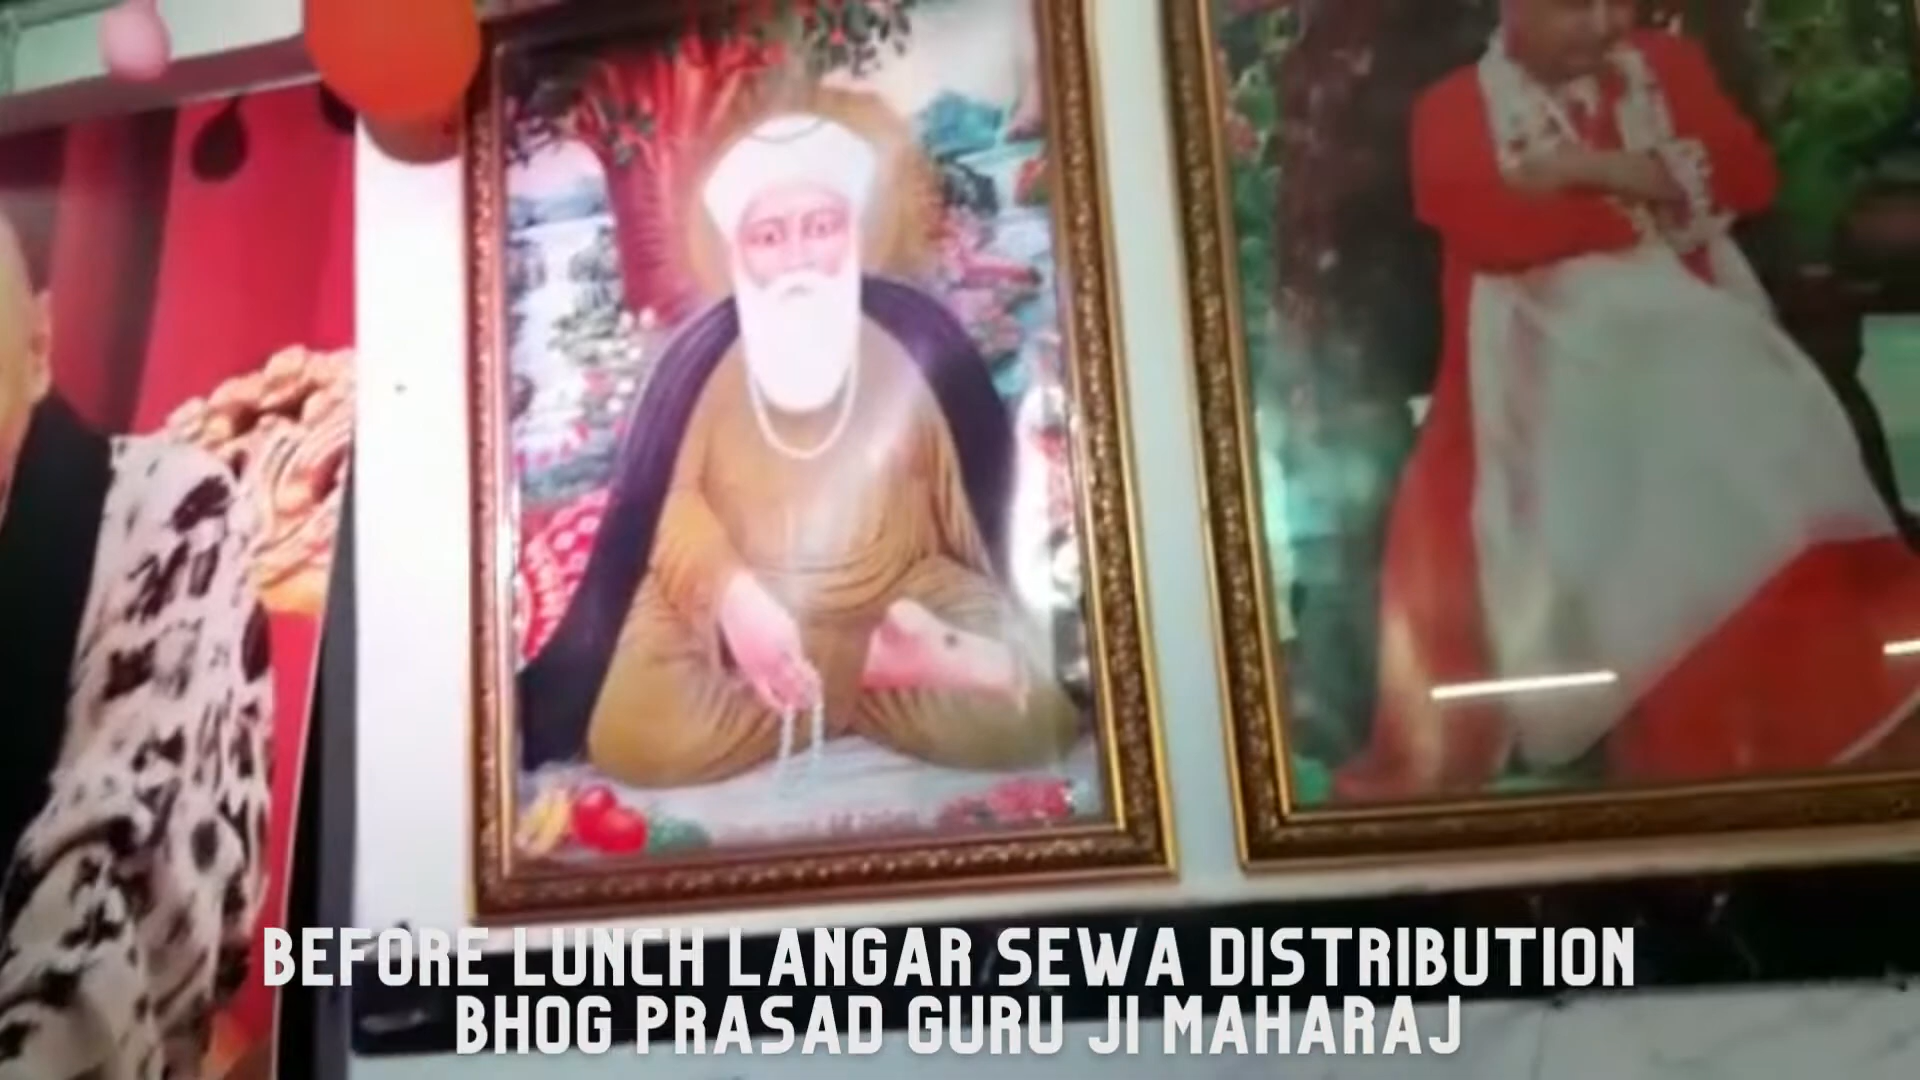 BEFORE LUNCH LANGAR SEWA DISTRIBUTION
BHOG PRASAD GURU JI MAHARAJ